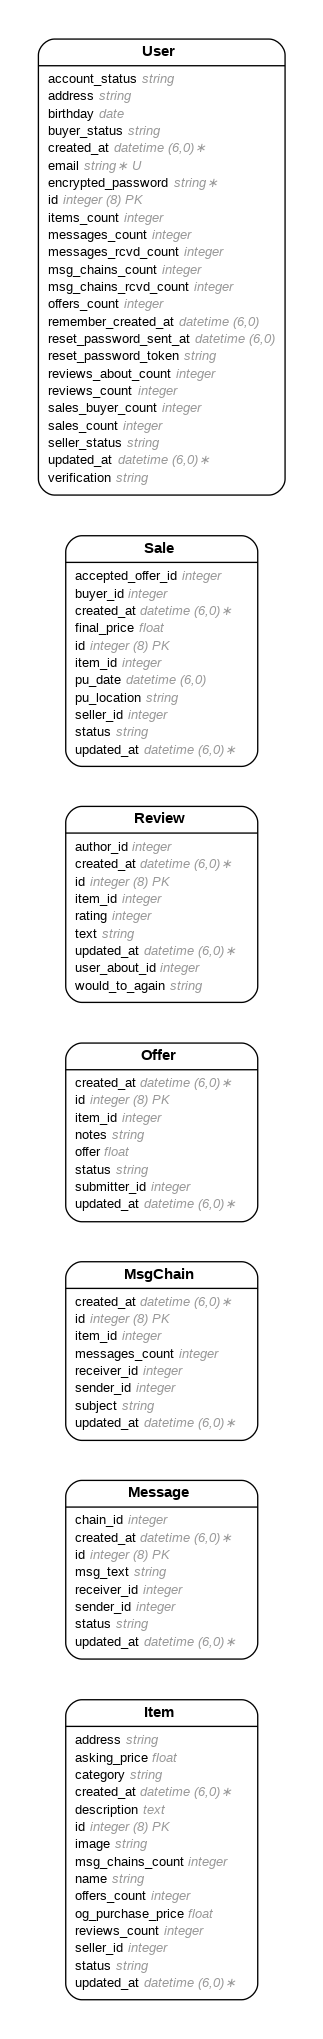 User
account_status string
address string
birthday date
buyer_status string
created_at datetime (6,0)∗
email string∗ U
encrypted_password string∗
id integer (8) PK
items_count integer
messages_count integer
messages_rcvd_count integer
msg_chains_count integer
msg_chains_rcvd_count integer
offers_count integer
remember_created_at datetime (6,0)
reset_password_sent_at datetime (6,0)
reset_password_token string
reviews_about_count integer
reviews_count integer
sales_buyer_count integer
sales_count integer
seller_status string
updated_at datetime (6,0)∗
verification string
Sale
accepted_offer_id integer
buyer_id integer
created_at datetime (6,0)∗
final_price float
id integer (8) PK
item_id integer
pu_date datetime (6,0)
pu_location string
seller_id integer
status string
updated_at datetime (6,0)∗
Review
author_id integer
created_at datetime (6,0)∗
id integer (8) PK
item_id integer
rating integer
text string
updated_at datetime (6,0)∗
user_about_id integer
would_to_again string
Offer
created_at datetime (6,0)∗
id integer (8) PK
item_id integer
notes string
offer float
status string
submitter_id integer
updated_at datetime (6,0)∗
MsgChain
created_at datetime (6,0)∗
id integer (8) PK
item_id integer
messages_count integer
receiver_id integer
sender_id integer
subject string
updated_at datetime (6,0)∗
Message
chain_id integer
created_at datetime (6,0)∗
id integer (8) PK
msg_text string
receiver_id integer
sender_id integer
status string
updated_at datetime (6,0)∗
Item
address string
asking_price float
category string
created_at datetime (6,0)∗
description text
id integer (8) PK
image string
msg_chains_count integer
name string
offers_count integer
og_purchase_price float
reviews_count integer
seller_id integer
status string
updated_at datetime (6,0)∗